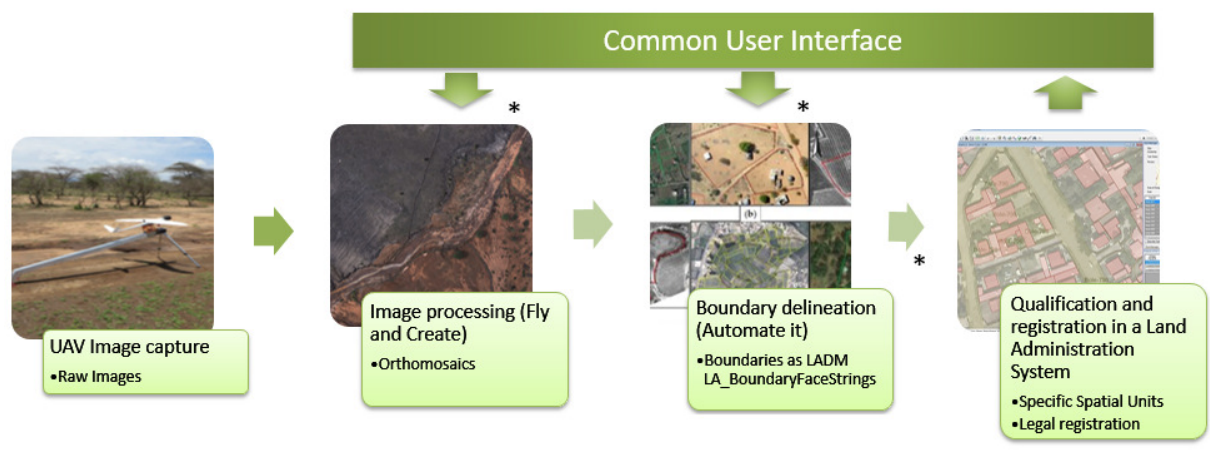 Common User Interface
*
*
(b)
*
UAV Image capture
•Raw Images
Image processing (Fly
and Create)
•Orthomosaics
Boundary delineation
(Automate it)
•Boundaries as LADM
LA_BoundaryFaceStrings
Qualification and
registration in a Land
Administration
System
•Specific Spatial Units
•Legal registration